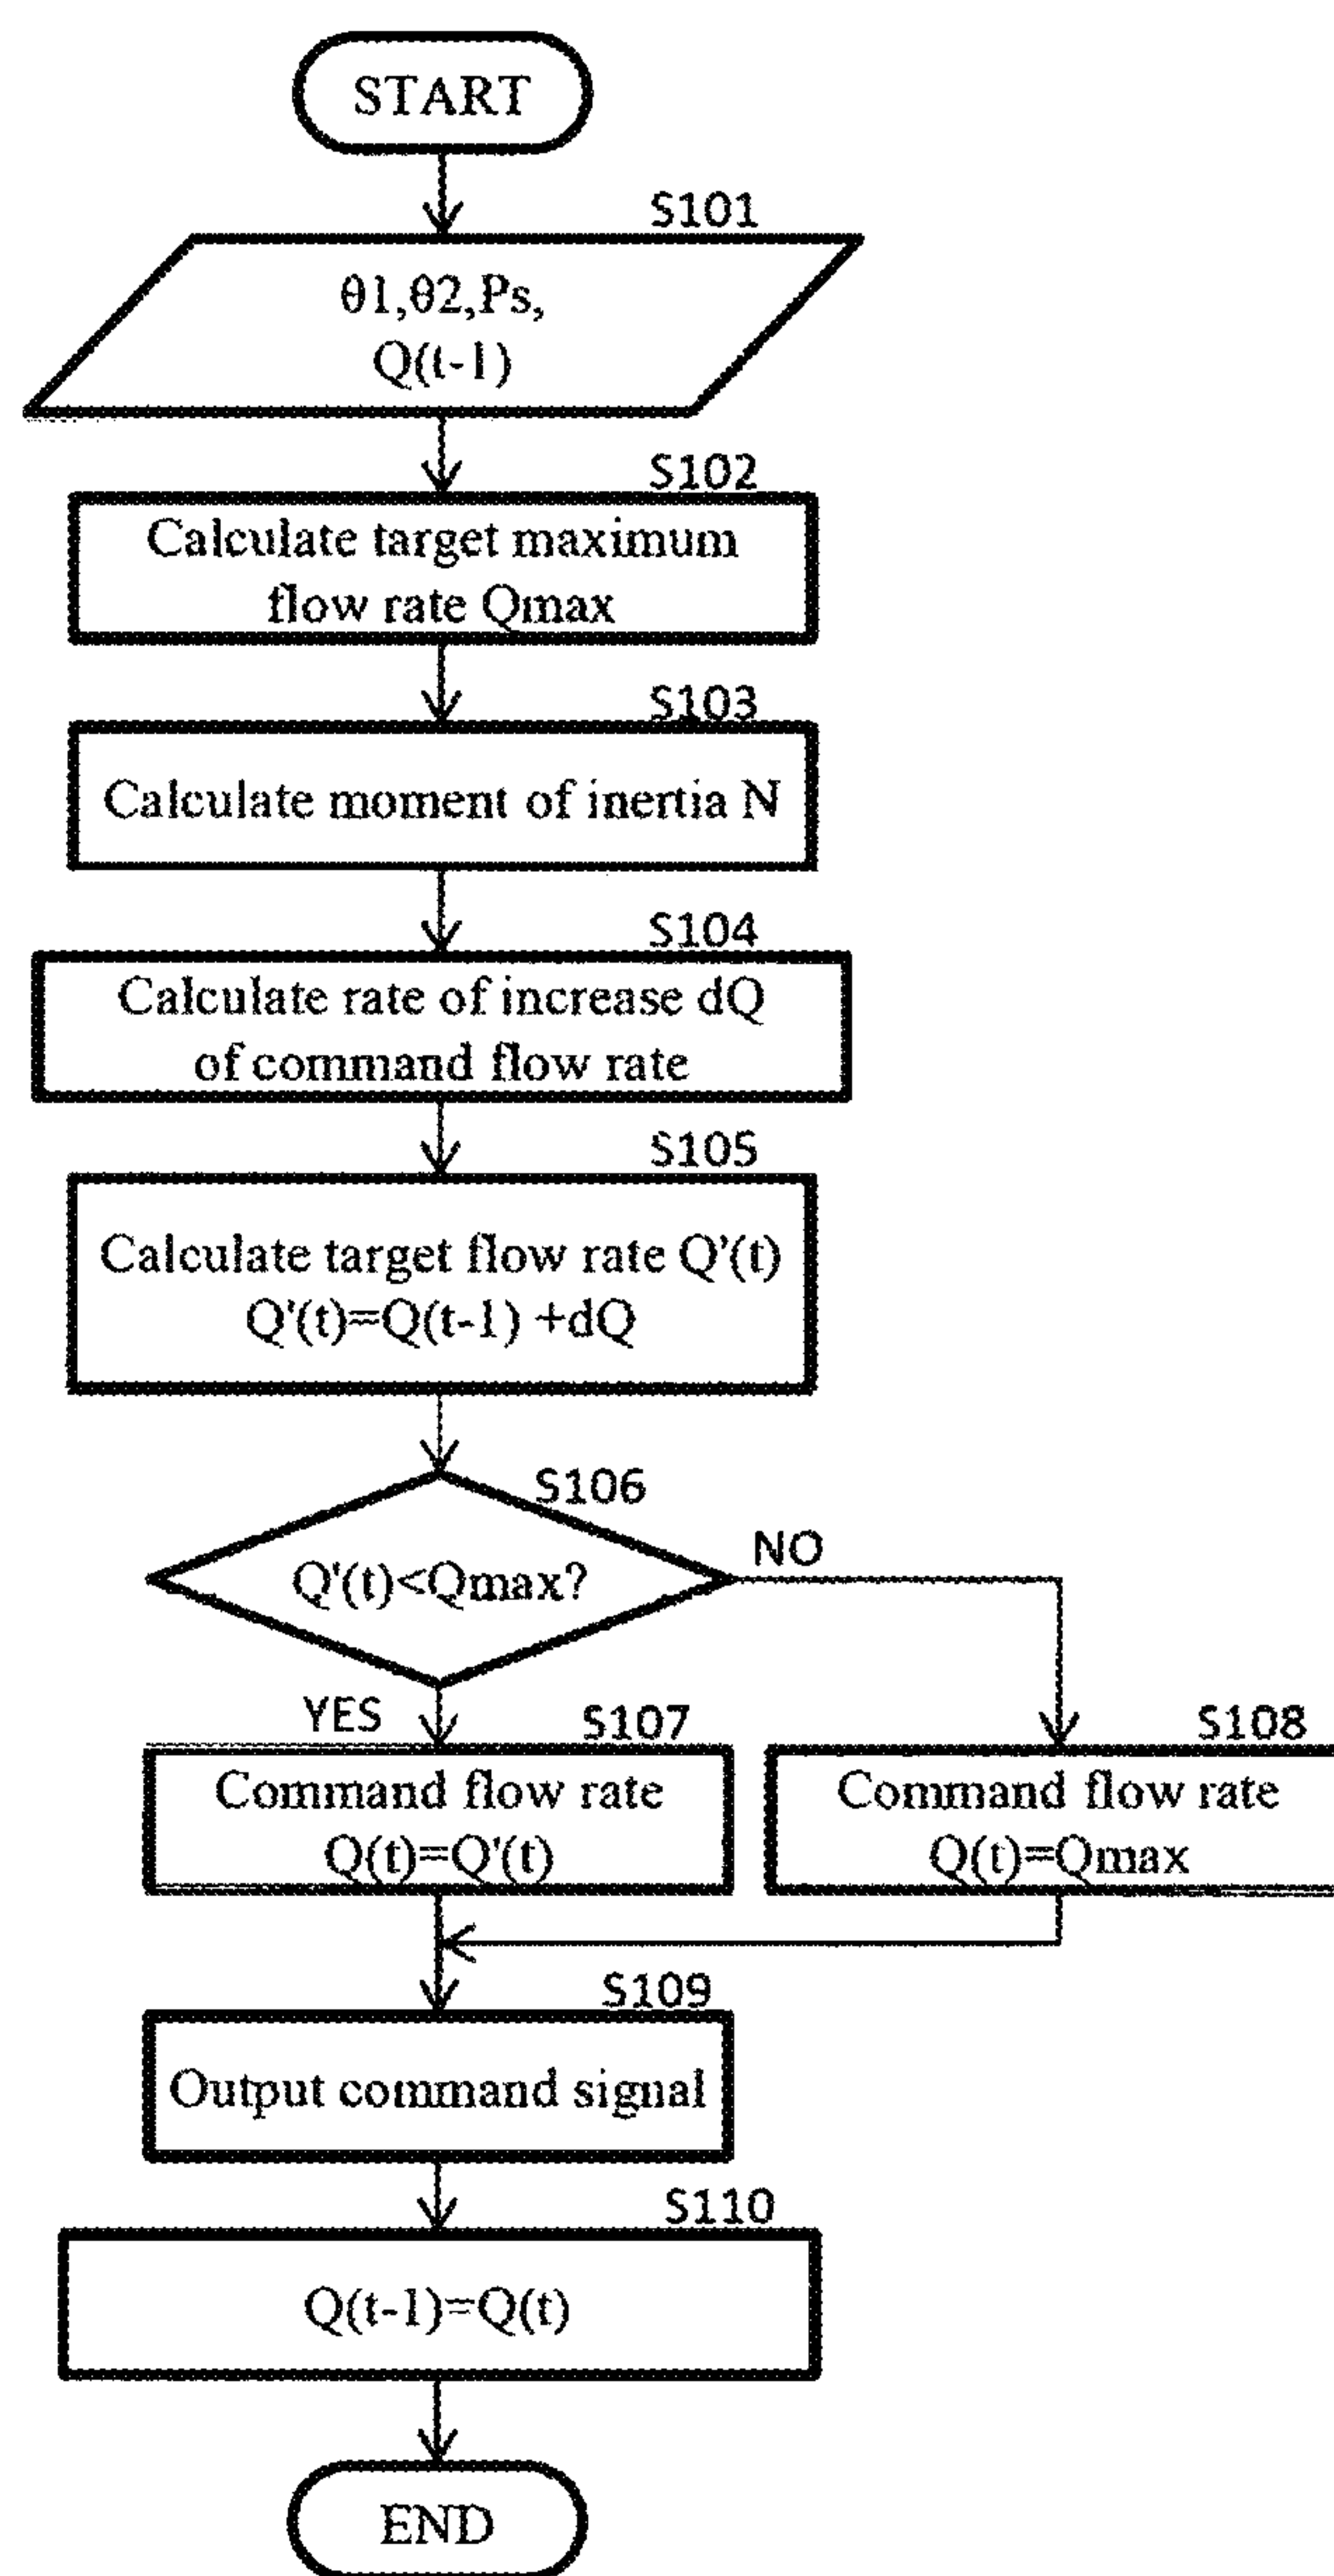 START
S101
θ1,θ2,Ps,
Q(t-1)
S102
Calculate target maximum
flow rate Qmax
S103
Calculate moment of inertia N
S104
Calculate rate of increase dQ
of command flow rate
S105
Calculate target flow rate Q'(t)
Q'(t)=Q(t-1) +dQ
S106
Q'(t)<Qmax?
NO
YES
S107
Command flow rate
Q(t)=Q'(t)
S108
Command flow rate
Q(t)=Qmax
S109
Output command signal
S110
Q(t-1)=Q(t)
END